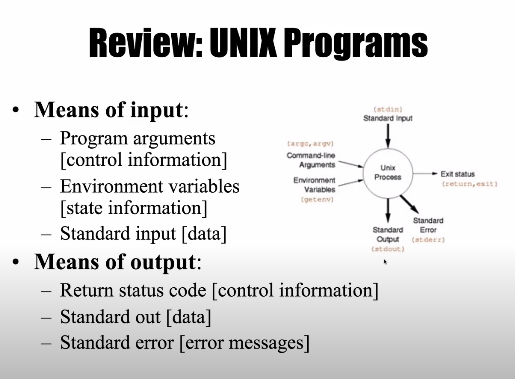 Review: UNIX Programs
• Means of input:
– Program arguments
[control information]
– Environment variables
[state information]
– Standard input [data]
• Means of output:
– Return status code [control information]
– Standard out [data]
– Standard error [error messages]
(stdin)
Standard Input
(argc,argv)
Command-line
Arguments
Environment
Variables
(getenv)
Unix
Process
Exit status
(return,exit)
Standard
Output
(stdout)
Standard
Error
(stderr)